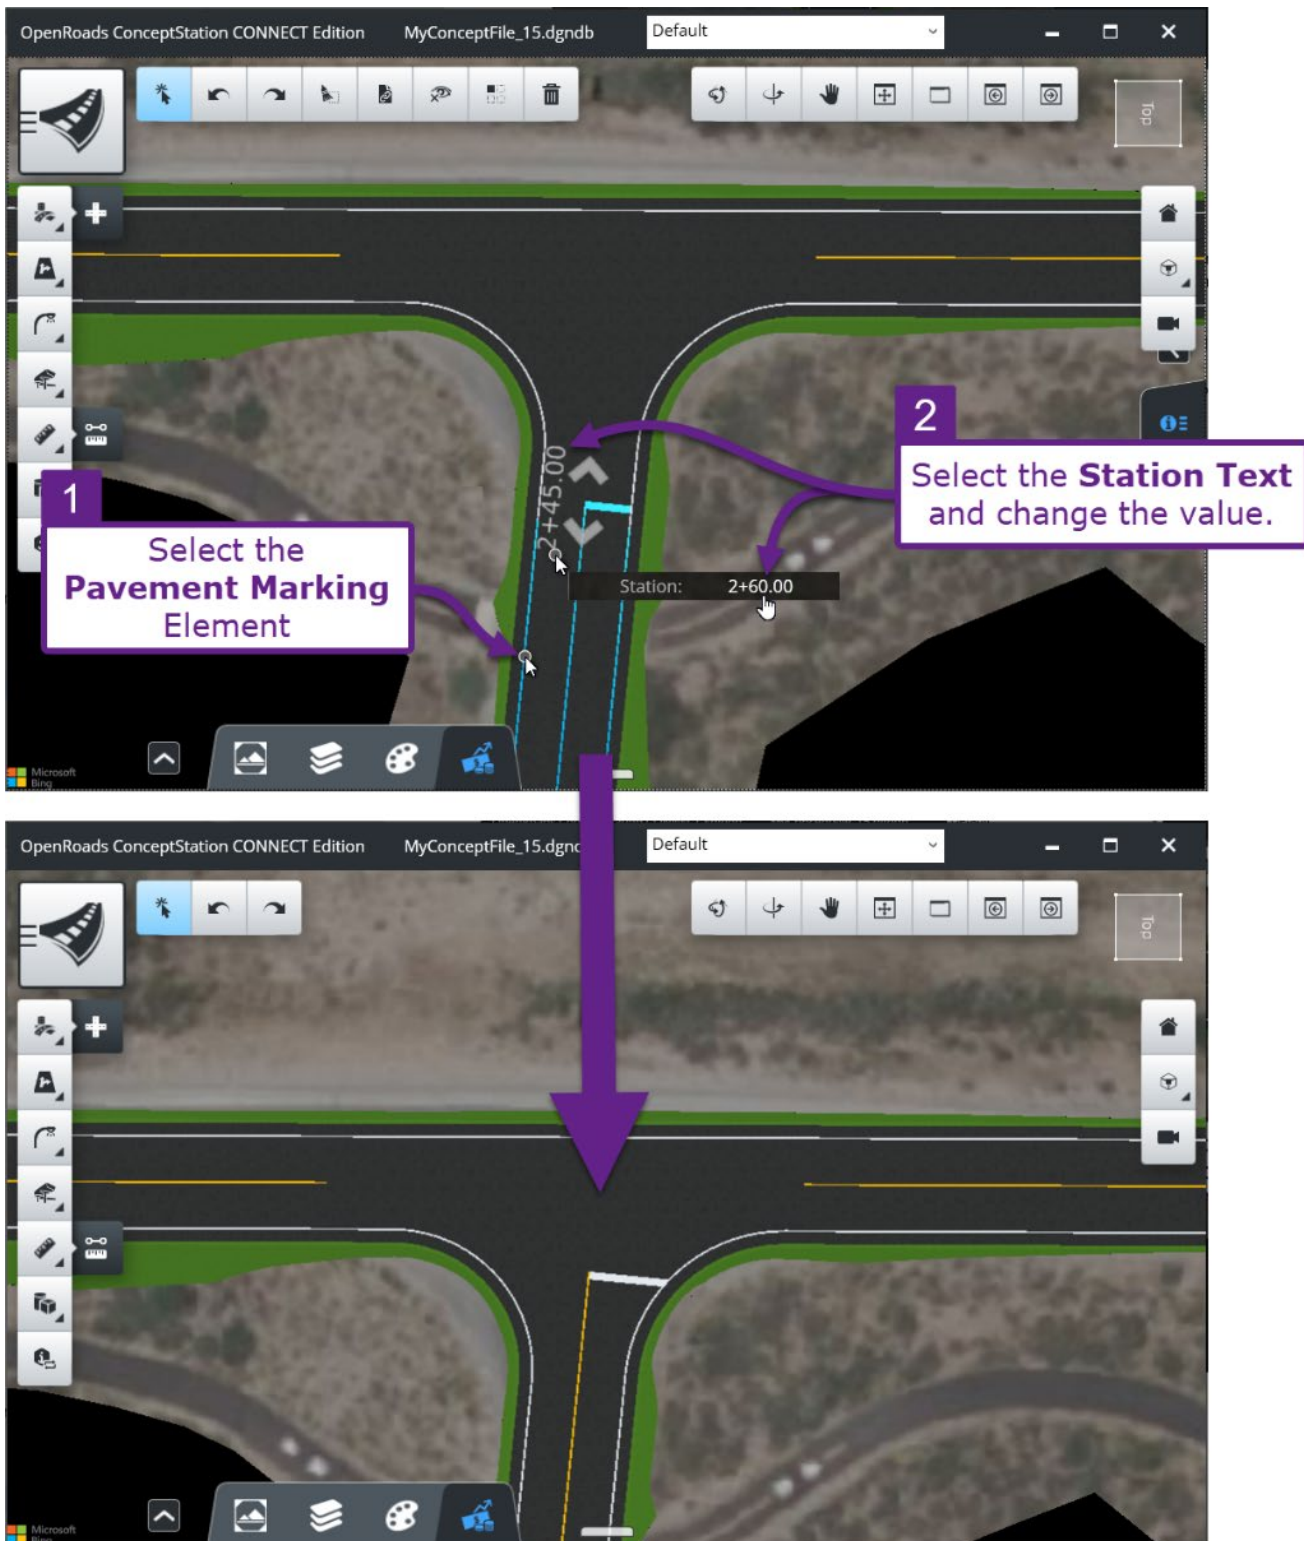 OpenRoads ConceptStation CONNECT Edition MyConceptFile_15.dgndb Default
Top
2+45.00
1
Select the
Pavement Marking
Element
2
Select the Station Text
and change the value.
Station: 2+60.00
Microsoft
Bing
OpenRoads ConceptStation CONNECT Edition MyConceptFile_15.dgn Default
Top
Microsoft
Bing